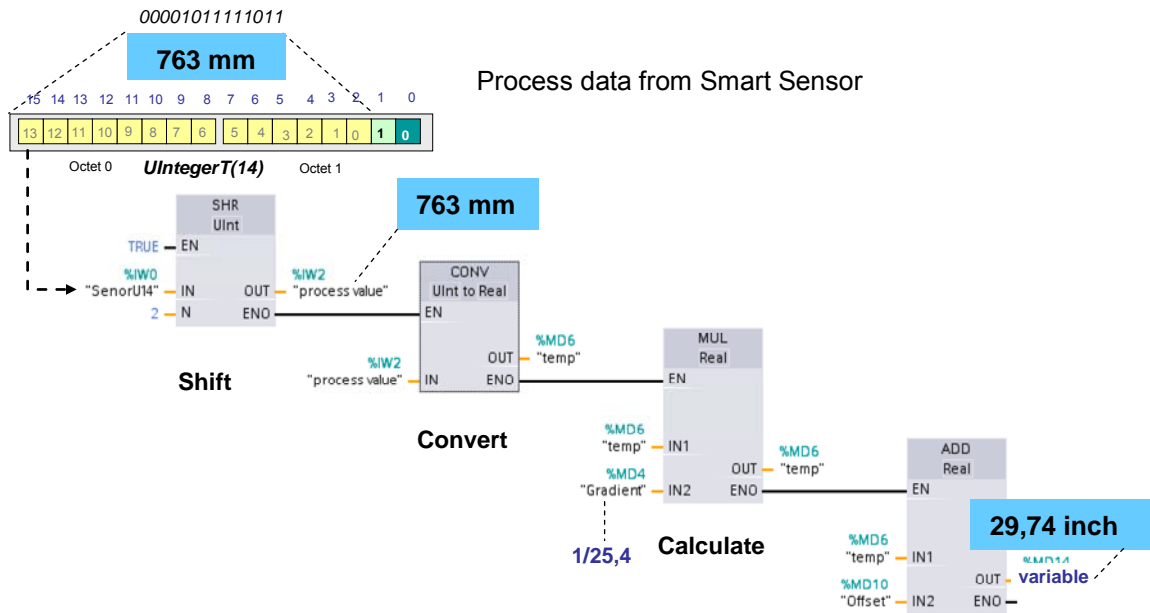 00001011111011
763 mm
Process data from Smart Sensor
15 14 13 12 11 10 9 8 7 6 5 4 3 2 1 0
13 12 11 10 9 8 7 6 5 4 3 2 1 0 1 0
Octet 0 UIntegerT(14) Octet 1
SHR
UInt
TRUE EN
%IW0
"SenorU14" IN
2 N
OUT
ENO
%IW2
"process value"
763 mm
Shift
CONV
UInt to Real
EN
%IW2
"process value" IN
OUT
ENO
%MD6
"temp"
Convert
MUL
Real
EN
%MD6
"temp" IN1
%MD4
"Gradient" IN2
1/25,4
OUT
ENO
%MD6
"temp"
Calculate
ADD
Real
EN
%MD6
"temp" IN1
%MD10
"Offset" IN2
29,74 inch
%MD14
OUT variable
ENO